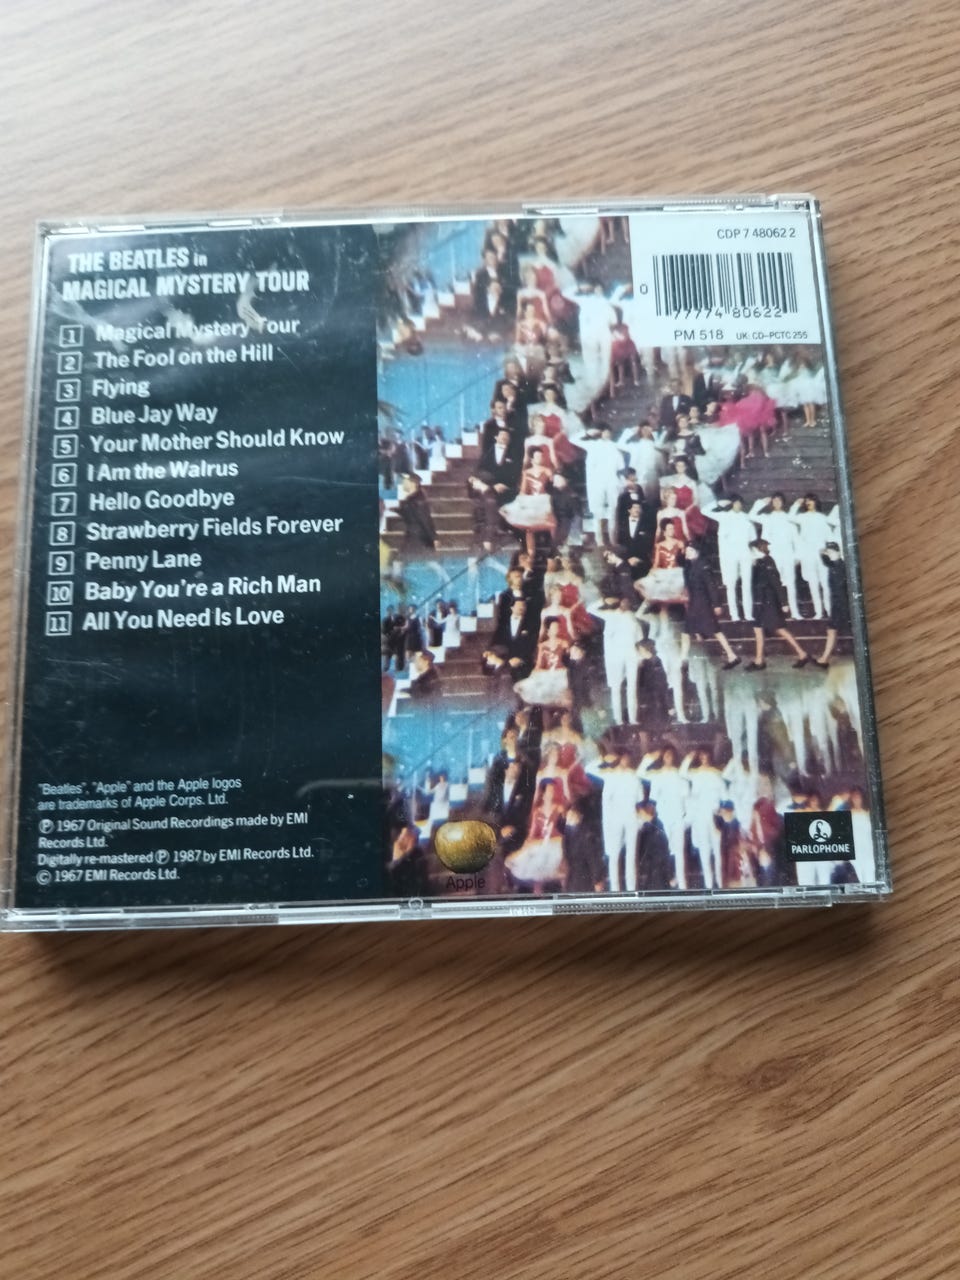 THE BEATLES in
MAGICAL MYSTERY TOUR
1 Magical Mystery Tour
2 The Fool on the Hill
3 Flying
4 Blue Jay Way
5 Your Mother Should Know
6 I Am the Walrus
7 Hello Goodbye
8 Strawberry Fields Forever
9 Penny Lane
10 Baby You're a Rich Man
11 All You Need Is Love
"Beatles", "Apple" and the Apple logos
are trademarks of Apple Corps. Ltd.
℗ 1967 Original Sound Recordings made by EMI
Records Ltd.
Digitally re-mastered ℗ 1987 by EMI Records Ltd.
© 1967 EMI Records Ltd.
CDP 7 48062 2
0 77774 80622
PM 518 UK: CD-PCTC 255
Apple
PARLOPHONE